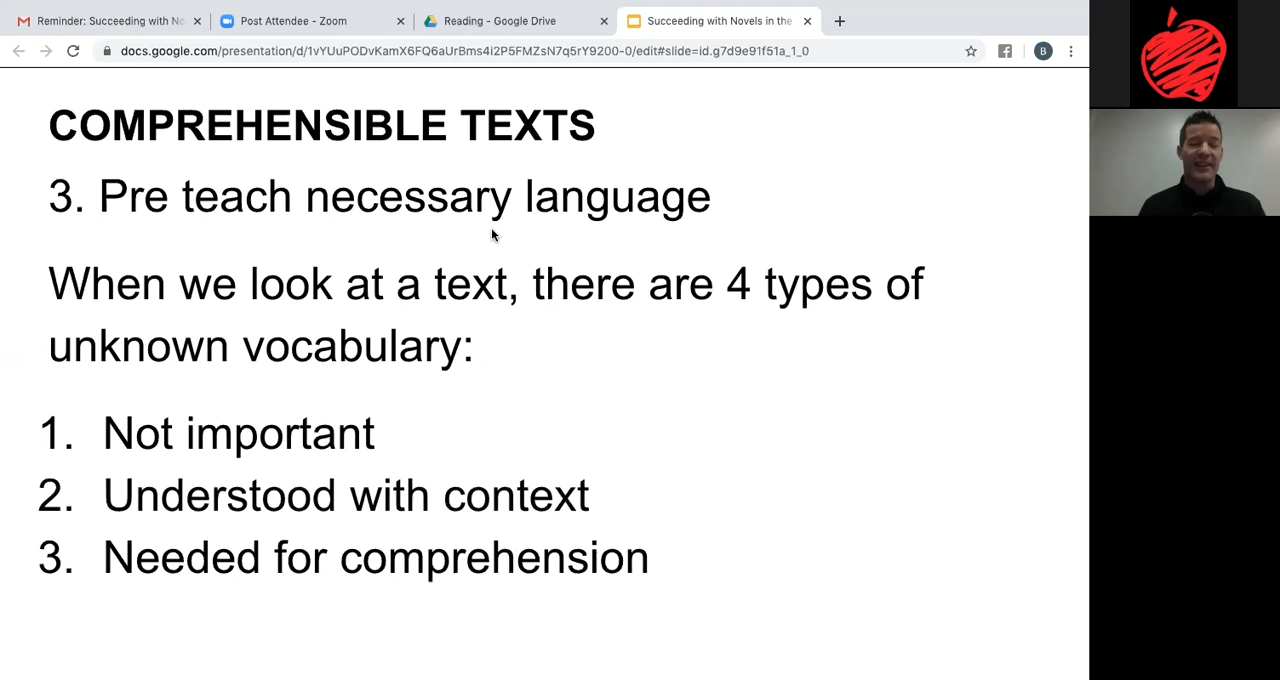 Reminder: Succeeding with No
Post Attendee - Zoom
Reading - Google Drive
Succeeding with Novels in the
docs.google.com/presentation/d/1vYUuPODvKamX6FQ6aUrBms4i2P5FMZsN7q5rY9200-0/edit#slide=id.g7d9e91f51a_1_0
B
COMPREHENSIBLE TEXTS
3. Pre teach necessary language
When we look at a text, there are 4 types of
unknown vocabulary:
1. Not important
2. Understood with context
3. Needed for comprehension